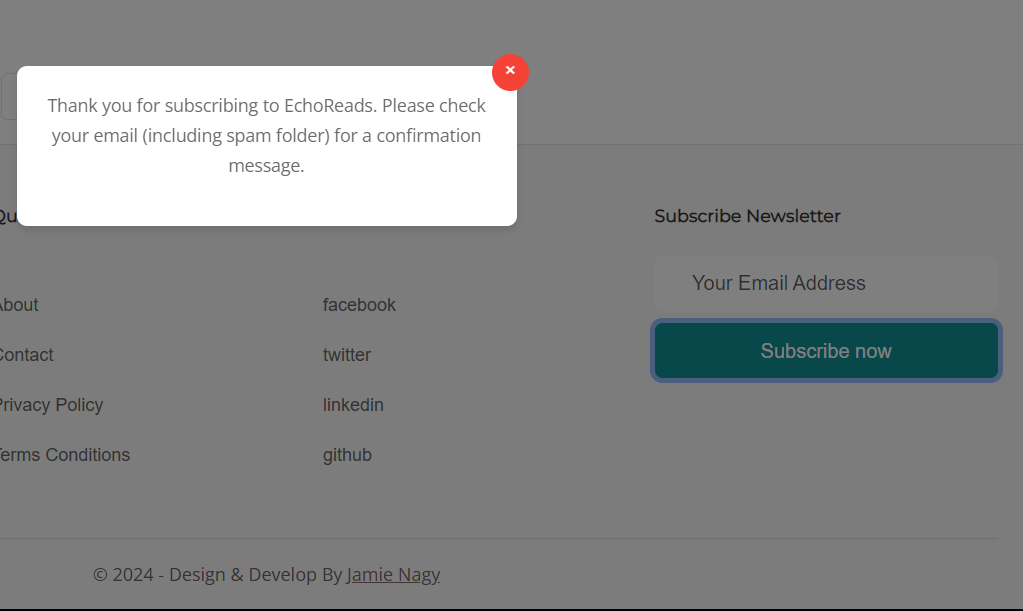 ×
Thank you for subscribing to EchoReads. Please check
your email (including spam folder) for a confirmation
message.
Qu
Subscribe Newsletter
Your Email Address
Subscribe now
About
facebook
Contact
twitter
Privacy Policy
linkedin
Terms Conditions
github
© 2024 - Design & Develop By Jamie Nagy